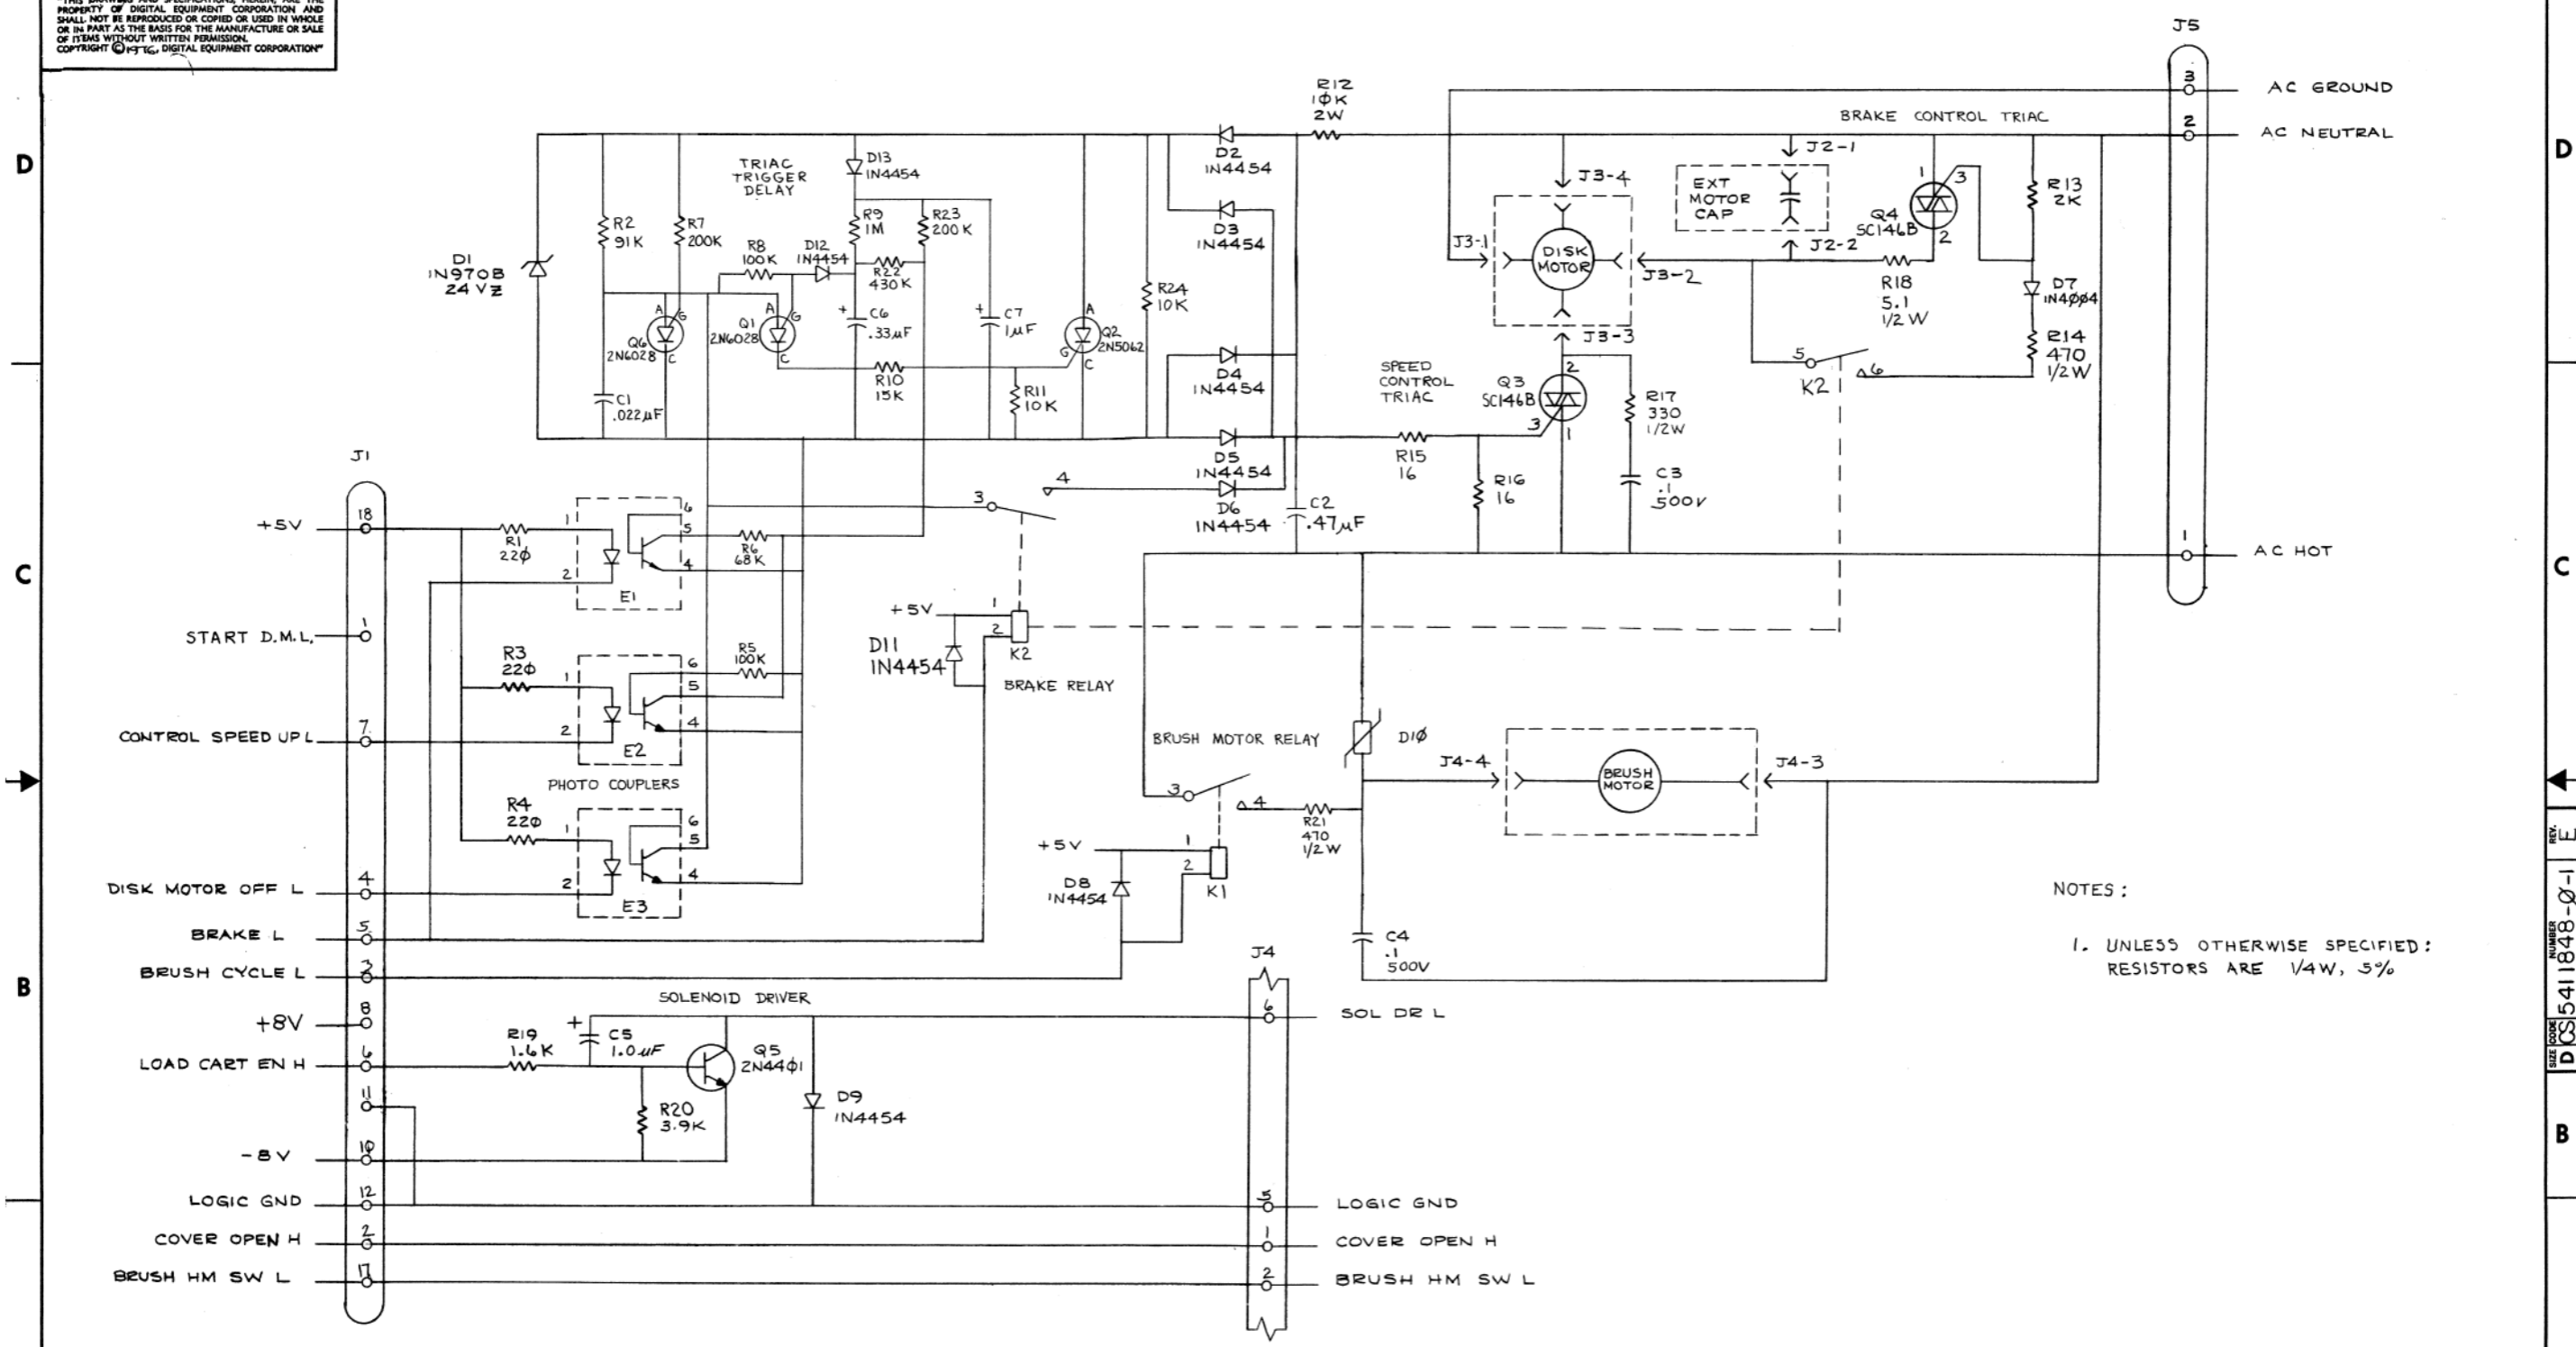 "THIS DRAWING AND SPECIFICATIONS, HEREIN, ARE THE
PROPERTY OF DIGITAL EQUIPMENT CORPORATION AND
SHALL NOT BE REPRODUCED OR COPIED OR USED IN WHOLE
OR IN PART AS THE BASIS FOR THE MANUFACTURE OR SALE
OF ITEMS WITHOUT WRITTEN PERMISSION.
COPYRIGHT © 1976, DIGITAL EQUIPMENT CORPORATION"
D
C
B
D
C
B
B
J5
3
AC GROUND
2
AC NEUTRAL
1
AC HOT
R12
10K
2W
BRAKE CONTROL TRIAC
D2
1N4454
D3
1N4454
D4
1N4454
D5
1N4454
D6
1N4454
TRIAC
TRIGGER
DELAY
D13
1N4454
D1
1N970B
24 VZ
R2
91K
R7
200K
R8
100K
D12
1N4454
R9
1M
R23
200K
R22
430K
A
G
C
Q6
2N6028
A
G
C
Q1
2N6028
+
C6
.33µF
+
C7
1µF
A
G
C
Q2
2N5062
R24
10K
R10
15K
R11
10K
C1
.022µF
J3-4
J3-1
DISK
MOTOR
J3-2
J3-3
J2-1
EXT
MOTOR
CAP
J2-2
1
3
2
Q4
SC146B
R13
2K
R18
5.1
1/2 W
D7
1N4004
R14
470
1/2 W
5
6
K2
SPEED
CONTROL
TRIAC
Q3
SC146B
2
3
1
R17
330
1/2W
C3
.1
500V
R15
16
R16
16
C2
.47µF
3
4
J1
+5V
18
R1
220
1
2
6
5
4
E1
R6
68K
START D.M.L.
1
R3
220
1
2
6
5
4
E2
R5
100K
CONTROL SPEED UP L
7
PHOTO COUPLERS
R4
220
1
2
6
5
4
E3
DISK MOTOR OFF L
4
BRAKE L
5
BRUSH CYCLE L
3
+8V
8
LOAD CART EN H
6
11
-8V
10
LOGIC GND
12
COVER OPEN H
2
BRUSH HM SW L
17
+5V
1
2
K2
D11
1N4454
BRAKE RELAY
BRUSH MOTOR RELAY
D10
3
4
R21
470
1/2 W
+5V
1
2
K1
D8
1N4454
J4-4
BRUSH
MOTOR
J4-3
C4
.1
500V
SOLENOID DRIVER
R19
1.6K
+
C5
1.0µF
Q5
2N4401
R20
3.9K
D9
1N4454
J4
6
SOL DR L
5
LOGIC GND
1
COVER OPEN H
2
BRUSH HM SW L
NOTES:
1. UNLESS OTHERWISE SPECIFIED:
RESISTORS ARE 1/4W, 5%
SIZE
D
CODE
CS
NUMBER
5411848-0-1
REV.
E